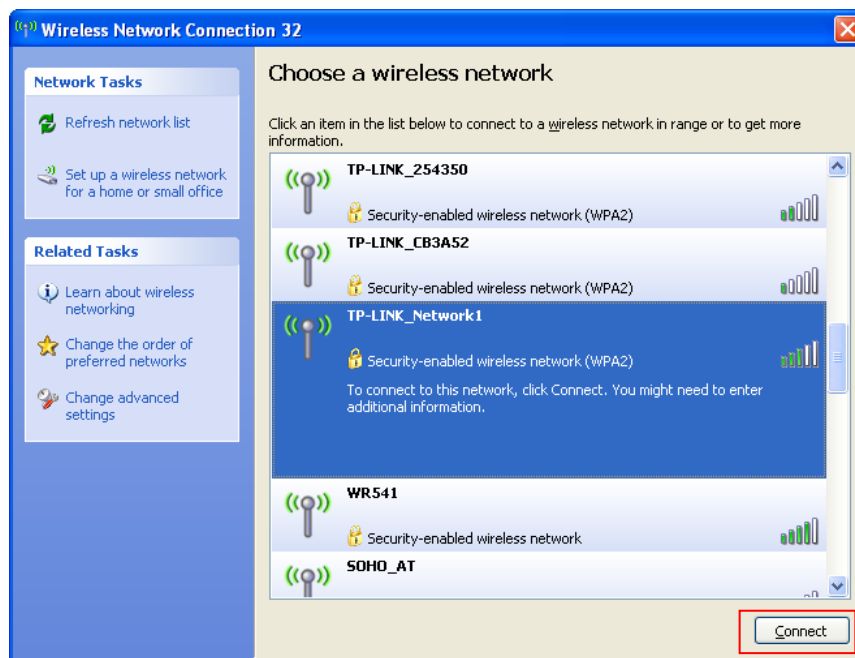 Wireless Network Connection 32
Network Tasks
Refresh network list
Set up a wireless network
for a home or small office
Related Tasks
Learn about wireless
networking
Change the order of
preferred networks
Change advanced
settings
Choose a wireless network
Click an item in the list below to connect to a wireless network in range or to get more
information.
TP-LINK_254350
Security-enabled wireless network (WPA2)
TP-LINK_CB3A52
Security-enabled wireless network (WPA2)
TP-LINK_Network1
Security-enabled wireless network (WPA2)
To connect to this network, click Connect. You might need to enter
additional information.
WR541
Security-enabled wireless network
SOHO_AT
Connect